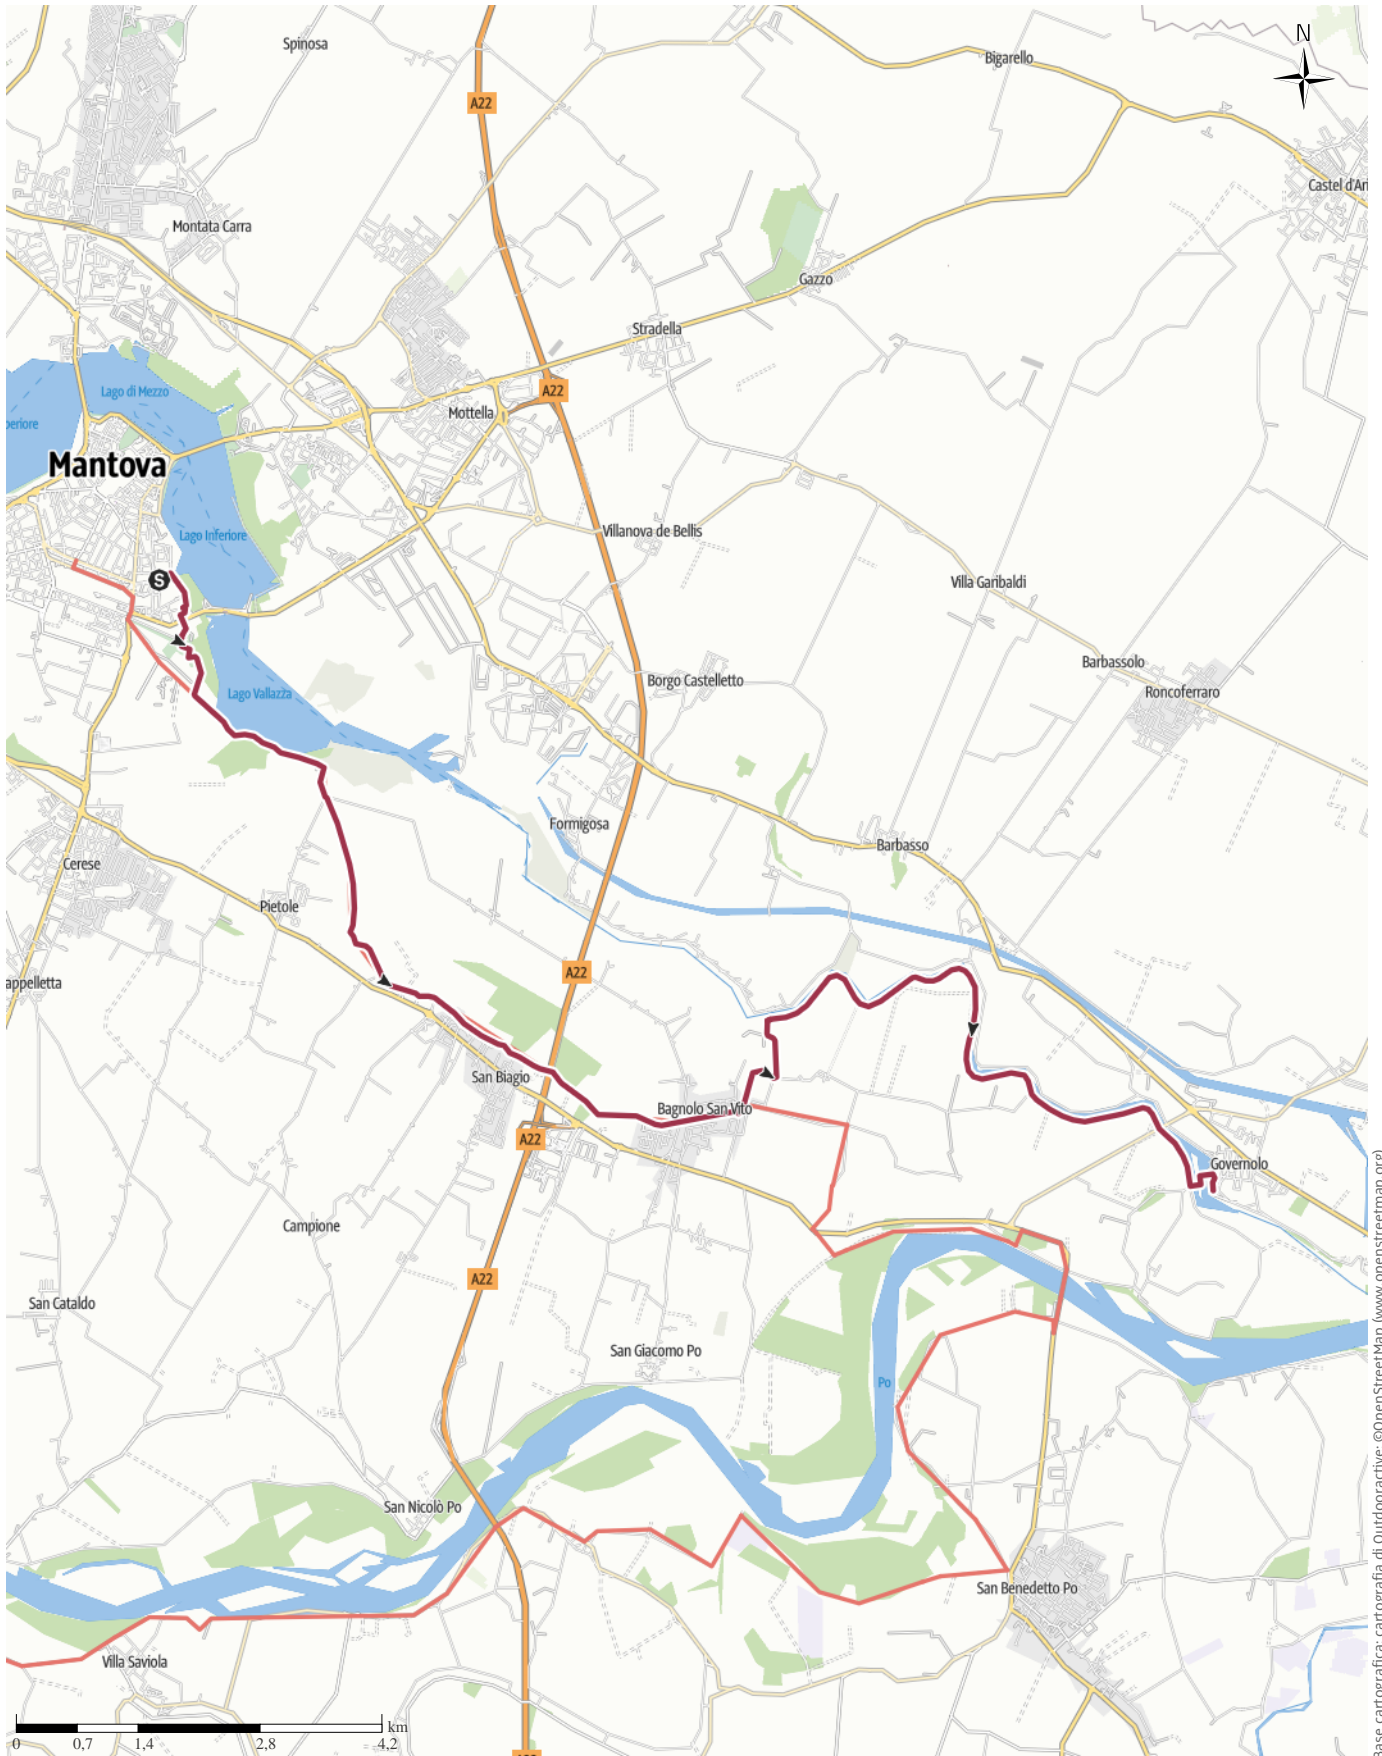 Spinosa
N
Bigarello
A22
Castel d'Ari
Montata Carra
Gazzo
Stradella
Lago di Mezzo
A22
Mottella
periore
Mantova
Lago Inferiore
Villanova de Bellis
S
Villa Garibaldi
Barbassolo
Borgo Castelletto
Roncoferraro
Lago Vallazza
Formigosa
Barbasso
Cerese
Pietole
A22
appelletta
San Biagio
Bagnolo San Vito
A22
Governolo
Campione
A22
San Cataldo
San Giacomo Po
Po
San Nicolò Po
San Benedetto Po
Villa Saviola
km
0 0,7 1,4 2,8 4,2
Base cartografica: cartografia di Outdooractive; ©OpenStreetMap (www.openstreetmap.org)